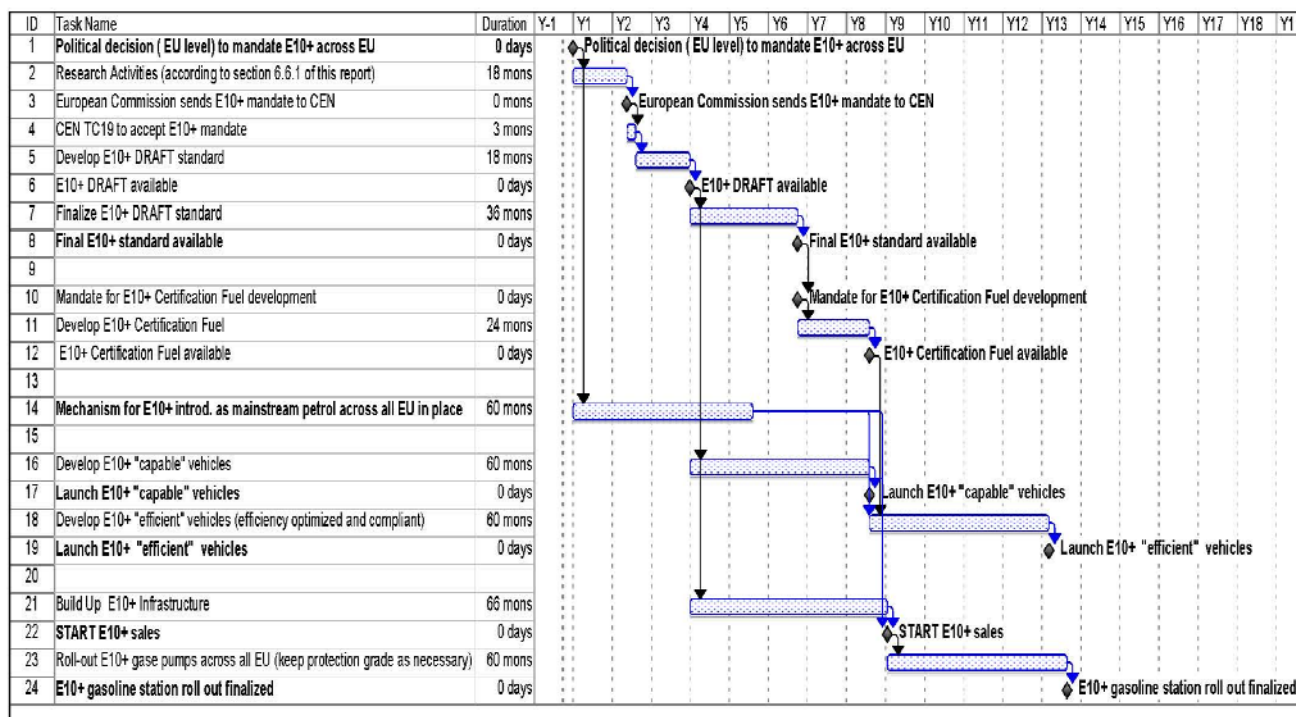 ID Task Name Duration Y-1 Y1 Y2 Y3 Y4 Y5 Y6 Y7 Y8 Y9 Y10 Y11 Y12 Y13 Y14 Y15 Y16 Y17 Y18 Y1
1 Political decision ( EU level) to mandate E10+ across EU 0 days Political decision ( EU level) to mandate E10+ across EU
2 Research Activities (according to section 6.6.1 of this report) 18 mons
3 European Commission sends E10+ mandate to CEN 0 mons European Commission sends E10+ mandate to CEN
4 CEN TC19 to accept E10+ mandate 3 mons
5 Develop E10+ DRAFT standard 18 mons
6 E10+ DRAFT available 0 days E10+ DRAFT available
7 Finalize E10+ DRAFT standard 36 mons
8 Final E10+ standard available 0 days Final E10+ standard available
9
10 Mandate for E10+ Certification Fuel development 0 days Mandate for E10+ Certification Fuel development
11 Develop E10+ Certification Fuel 24 mons
12 E10+ Certification Fuel available 0 days E10+ Certification Fuel available
13
14 Mechanism for E10+ introd. as mainstream petrol across all EU in place 60 mons
15
16 Develop E10+ "capable" vehicles 60 mons
17 Launch E10+ "capable" vehicles 0 days Launch E10+ "capable" vehicles
18 Develop E10+ "efficient" vehicles (efficiency optimized and compliant) 60 mons
19 Launch E10+ "efficient" vehicles 0 days Launch E10+ "efficient" vehicles
20
21 Build Up E10+ Infrastructure 66 mons
22 START E10+ sales 0 days START E10+ sales
23 Roll-out E10+ gase pumps across all EU (keep protection grade as necessary) 60 mons
24 E10+ gasoline station roll out finalized 0 days E10+ gasoline station roll out finalized